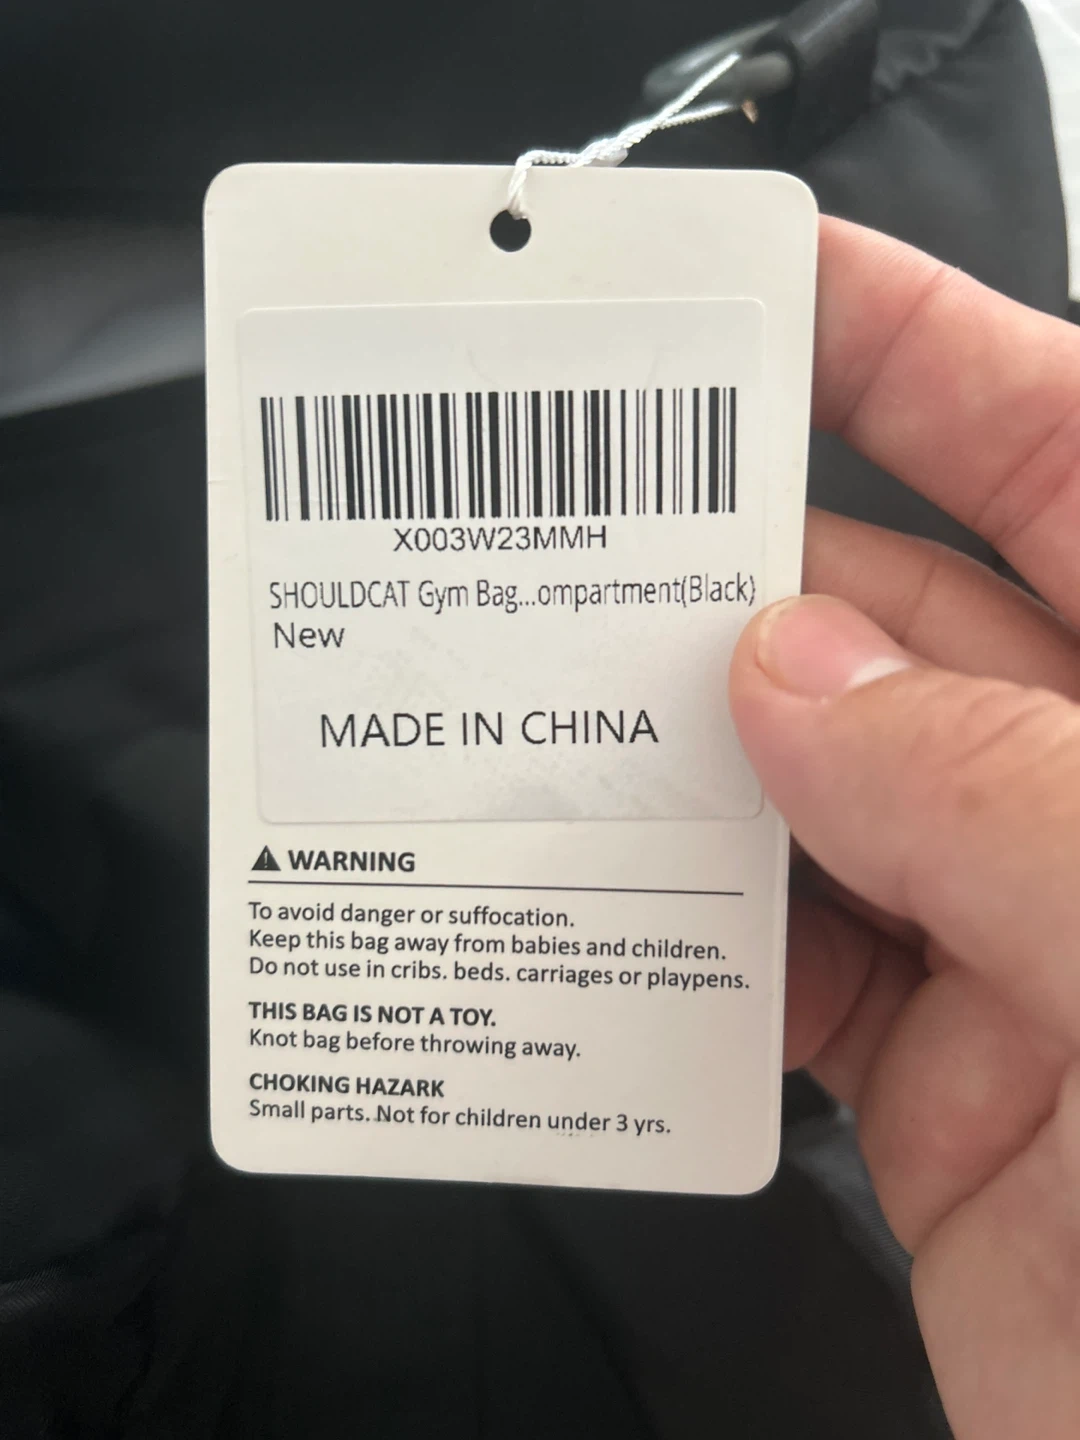 X003W23MMH
SHOULDCAT Gym Bag...ompartment(Black)
New
MADE IN CHINA
WARNING
To avoid danger or suffocation.
Keep this bag away from babies and children.
Do not use in cribs. beds. carriages or playpens.
THIS BAG IS NOT A TOY.
Knot bag before throwing away.
CHOKING HAZARK
Small parts. Not for children under 3 yrs.